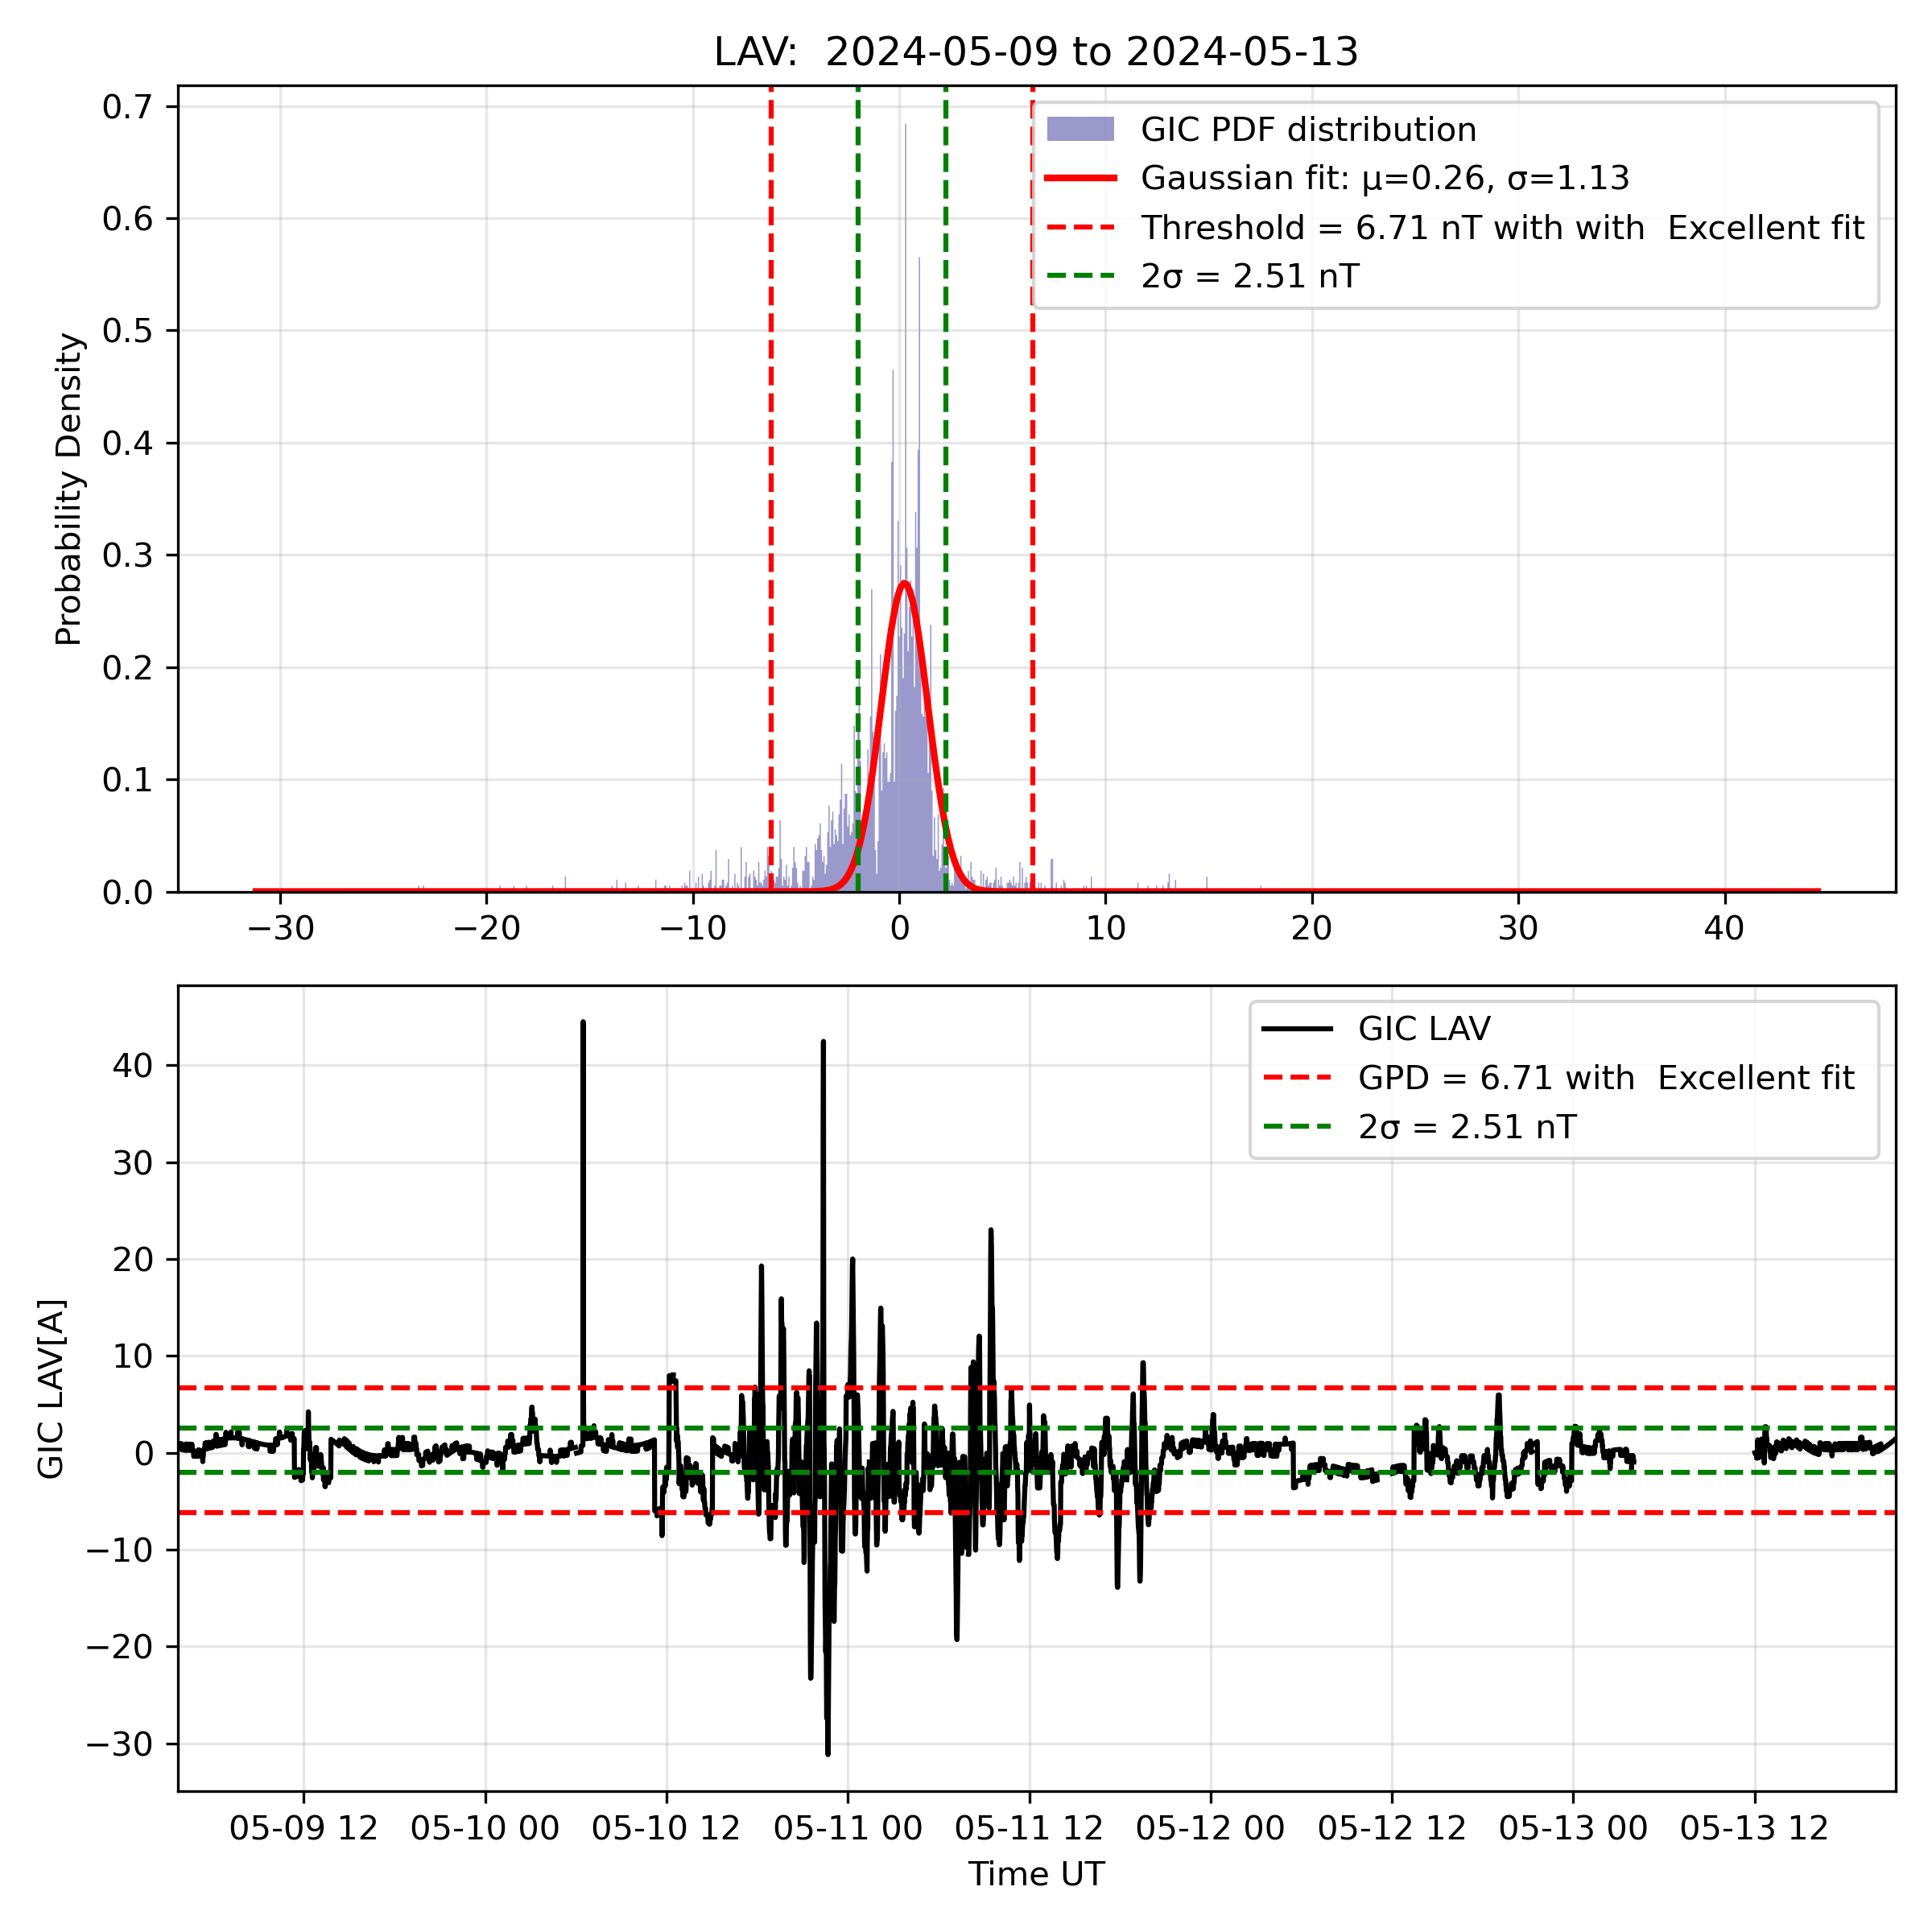 LAV:  2024-05-09 to 2024-05-13
0.7
0.6
0.5
0.4
0.3
0.2
0.1
0.0
Probability Density
GIC PDF distribution
Gaussian fit: μ=0.26, σ=1.13
Threshold = 6.71 nT with with  Excellent fit
2σ = 2.51 nT
−30 −20 −10 0 10 20 30 40
40
30
20
10
0
−10
−20
−30
GIC LAV[A]
GIC LAV
GPD = 6.71 with  Excellent fit
2σ = 2.51 nT
05-09 12 05-10 00 05-10 12 05-11 00 05-11 12 05-12 00 05-12 12 05-13 00 05-13 12
Time UT